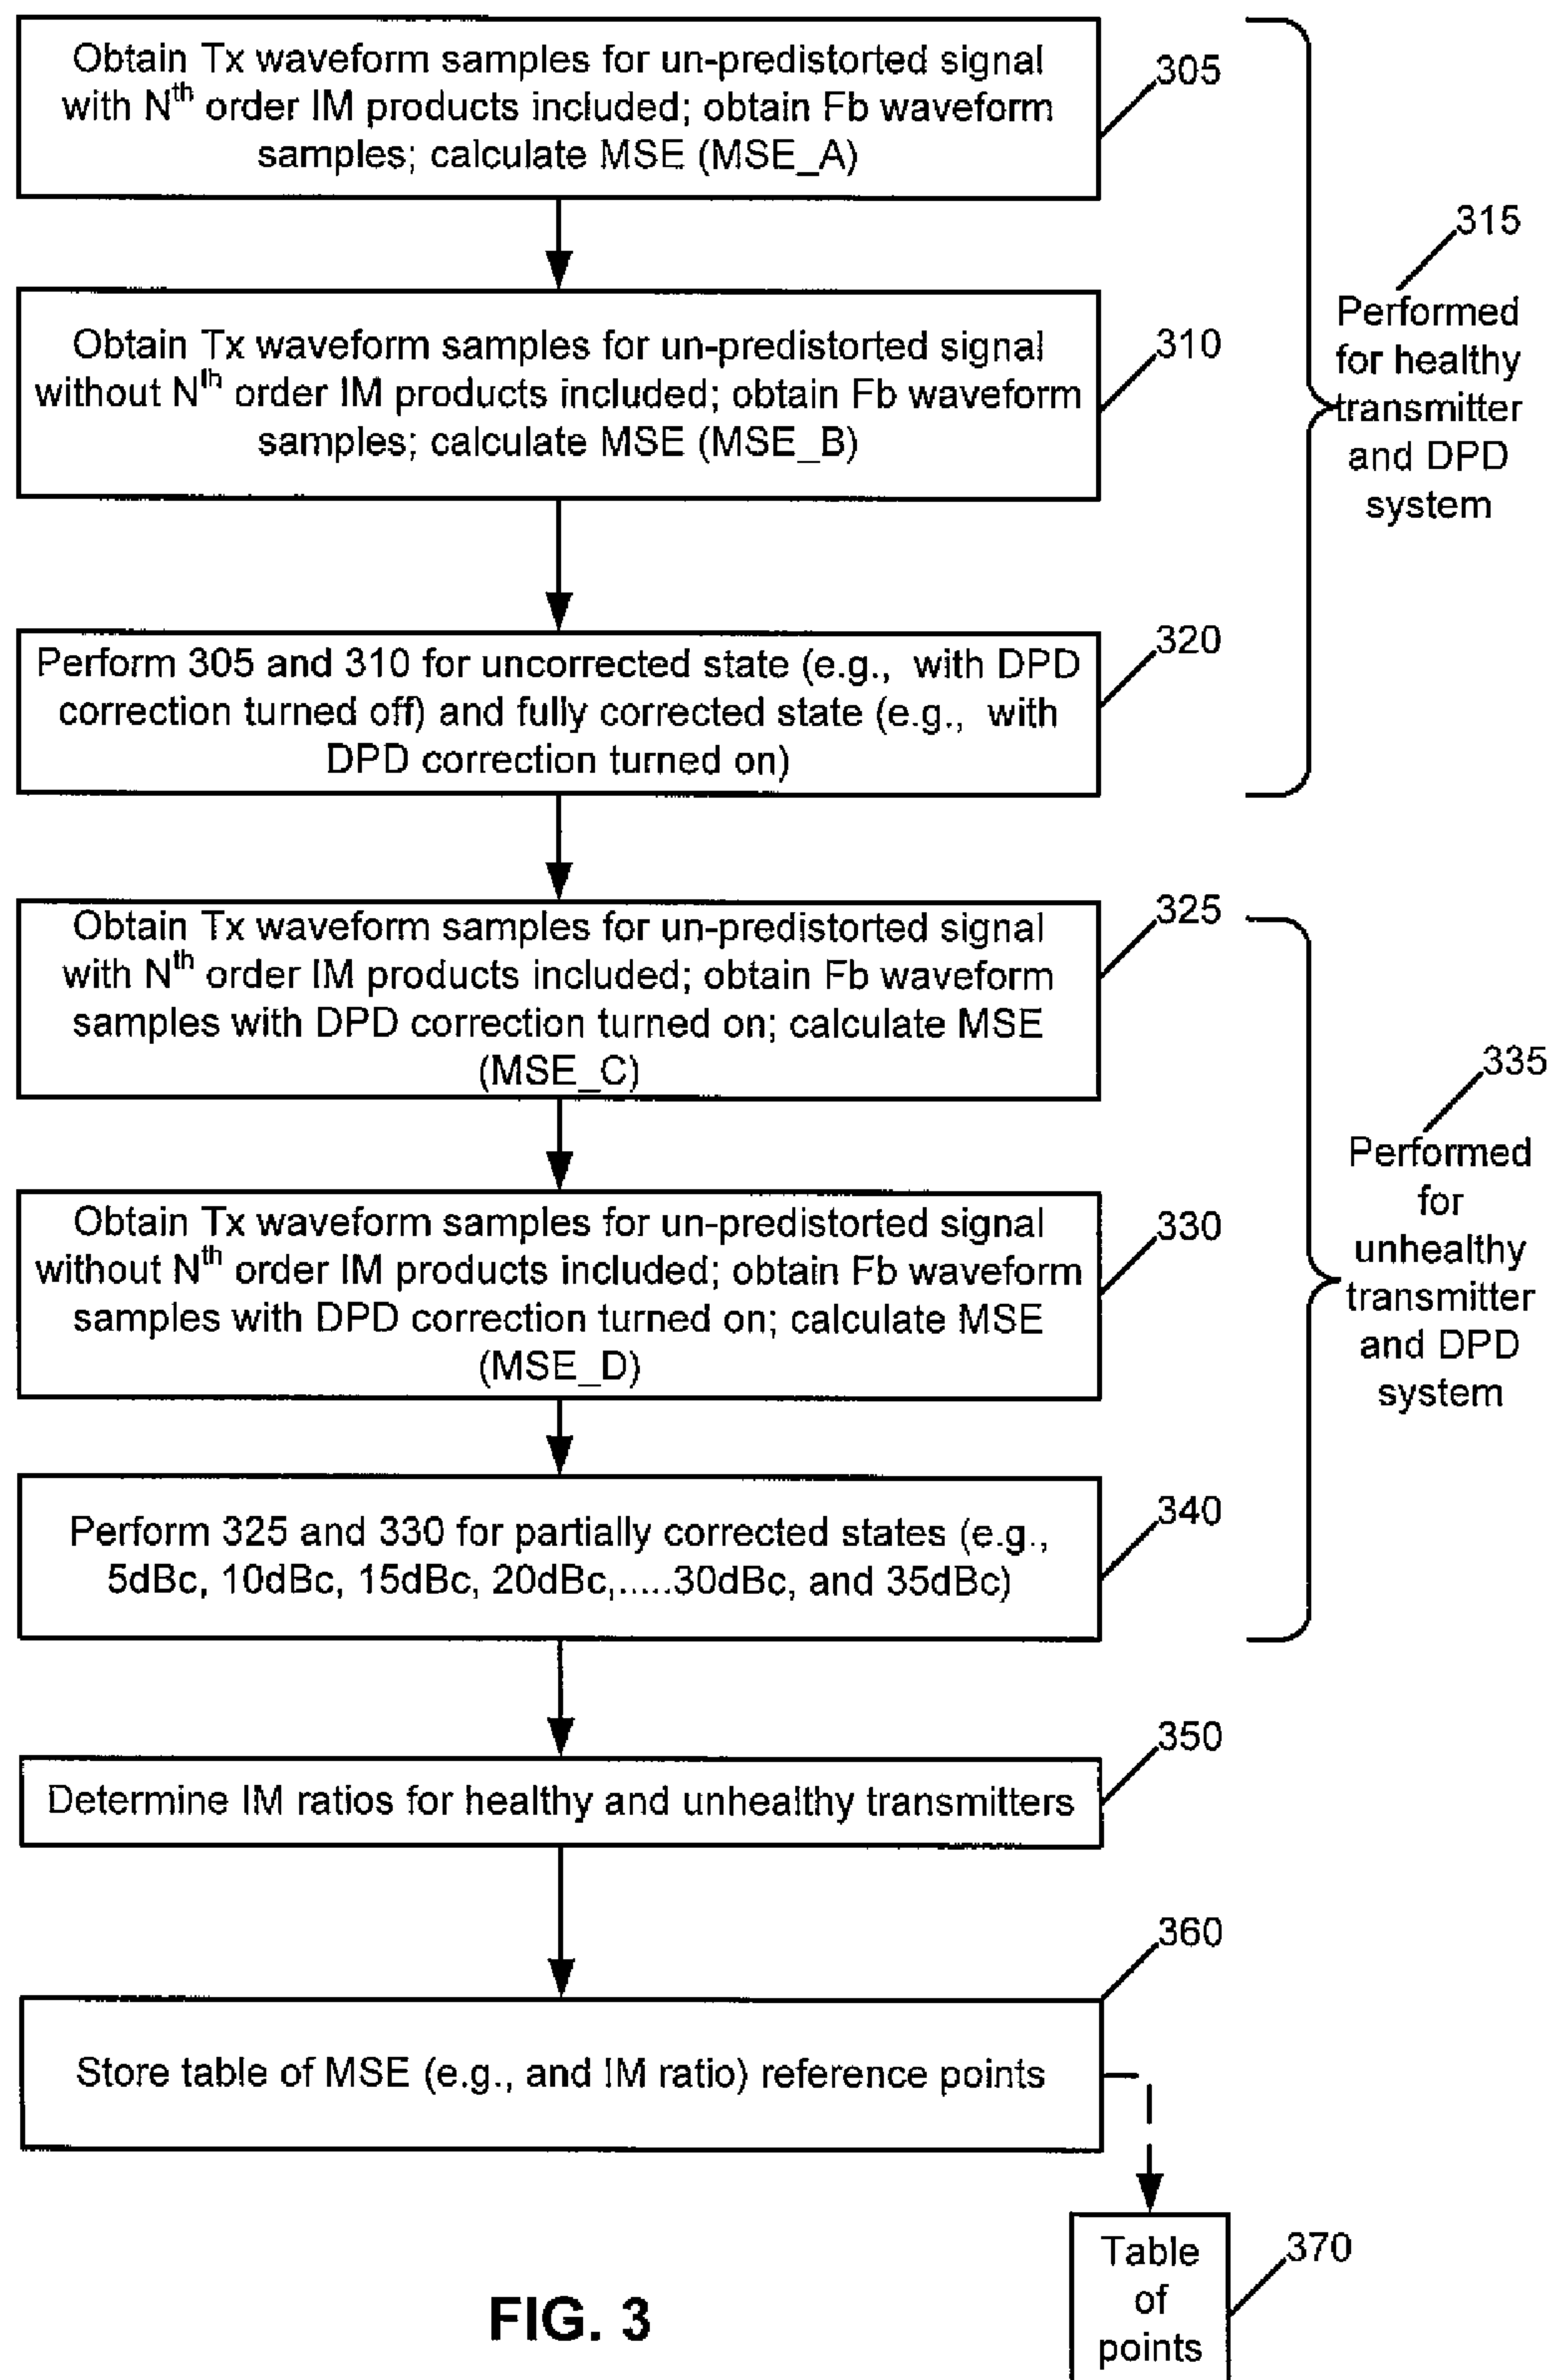 Obtain Tx waveform samples for un-predistorted signal
with Nth order IM products included; obtain Fb waveform
samples; calculate MSE (MSE_A)
305
315
Performed
for healthy
transmitter
and DPD
system
Obtain Tx waveform samples for un-predistorted signal
without Nth order IM products included; obtain Fb waveform
samples; calculate MSE (MSE_B)
310
Perform 305 and 310 for uncorrected state (e.g., with DPD
correction turned off) and fully corrected state (e.g., with
DPD correction turned on)
320
Obtain Tx waveform samples for un-predistorted signal
with Nth order IM products included; obtain Fb waveform
samples with DPD correction turned on; calculate MSE
(MSE_C)
325
335
Performed
for
unhealthy
transmitter
and DPD
system
Obtain Tx waveform samples for un-predistorted signal
without Nth order IM products included; obtain Fb waveform
samples with DPD correction turned on; calculate MSE
(MSE_D)
330
Perform 325 and 330 for partially corrected states (e.g.,
5dBc, 10dBc, 15dBc, 20dBc,.....30dBc, and 35dBc)
340
Determine IM ratios for healthy and unhealthy transmitters
350
Store table of MSE (e.g., and IM ratio) reference points
360
Table
of
points
370
FIG. 3